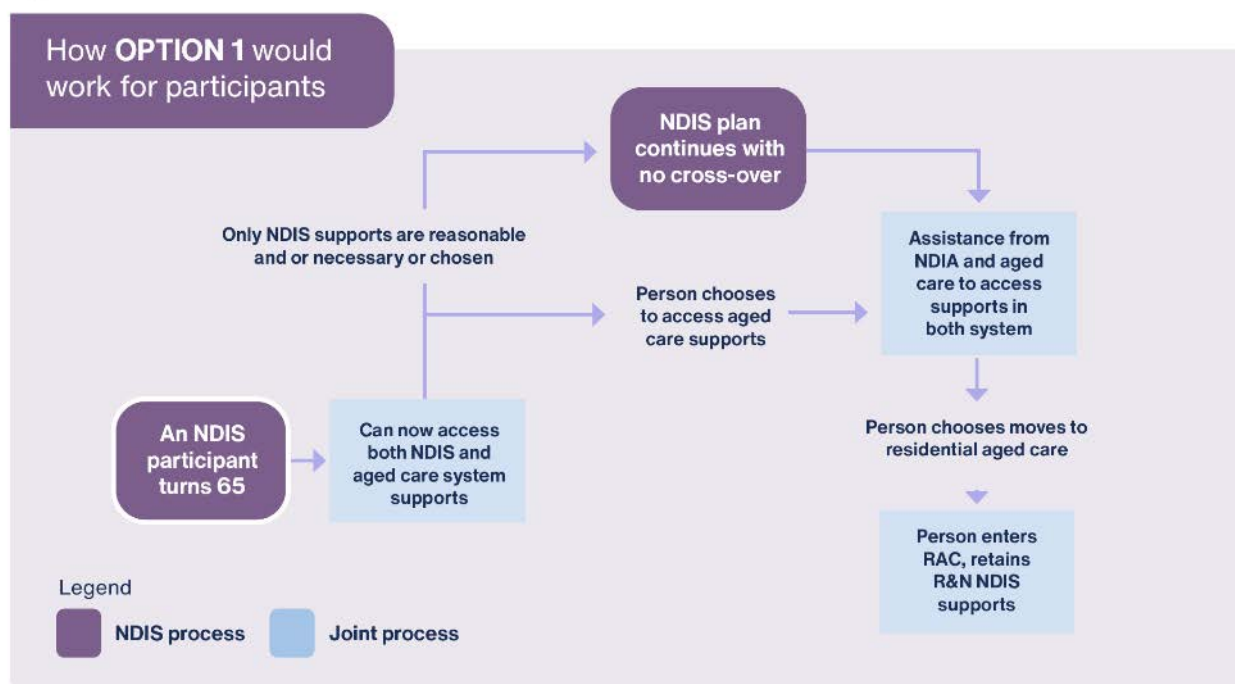 How OPTION 1 would
work for participants
NDIS plan
continues with
no cross-over
Only NDIS supports are reasonable
and or necessary or chosen
Person chooses
to access aged
care supports
Assistance from
NDIA and aged
care to access
supports in
both system
An NDIS
participant
turns 65
Can now access
both NDIS and
aged care system
supports
Person chooses moves to
residential aged care
Person enters
RAC, retains
R&N NDIS
supports
Legend
NDIS process
Joint process